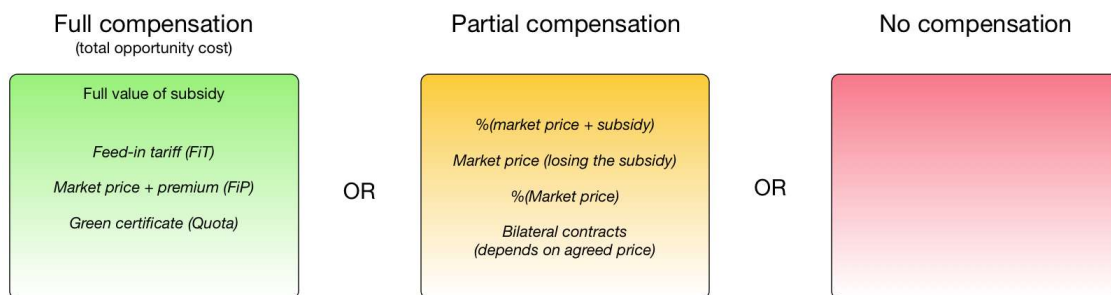 Full compensation
(total opportunity cost)
Full value of subsidy
Feed-in tariff (FiT)
Market price + premium (FiP)
Green certificate (Quota)
OR
Partial compensation
%(market price + subsidy)
Market price (losing the subsidy)
%(Market price)
Bilateral contracts
(depends on agreed price)
OR
No compensation